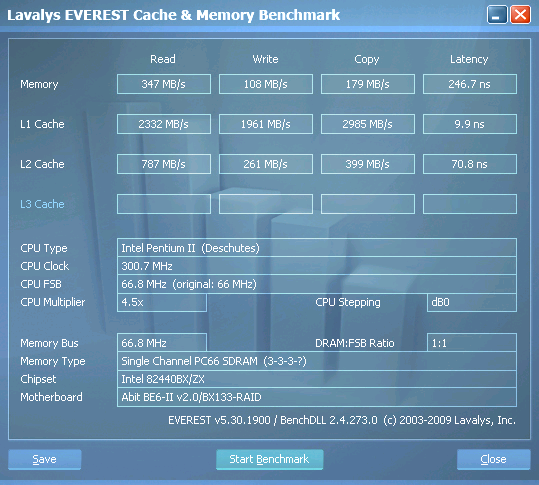 Lavalys EVEREST Cache & Memory Benchmark
Read Write Copy Latency
Memory 347 MB/s 108 MB/s 179 MB/s 246.7 ns
L1 Cache 2332 MB/s 1961 MB/s 2985 MB/s 9.9 ns
L2 Cache 787 MB/s 261 MB/s 399 MB/s 70.8 ns
L3 Cache
CPU Type Intel Pentium II (Deschutes)
CPU Clock 300.7 MHz
CPU FSB 66.8 MHz (original: 66 MHz)
CPU Multiplier 4.5x CPU Stepping dB0
Memory Bus 66.8 MHz DRAM:FSB Ratio 1:1
Memory Type Single Channel PC66 SDRAM (3-3-3-?)
Chipset Intel 82440BX/ZX
Motherboard Abit BE6-II v2.0/BX133-RAID
EVEREST v5.30.1900 / BenchDLL 2.4.273.0 (c) 2003-2009 Lavalys, Inc.
Save Start Benchmark Close